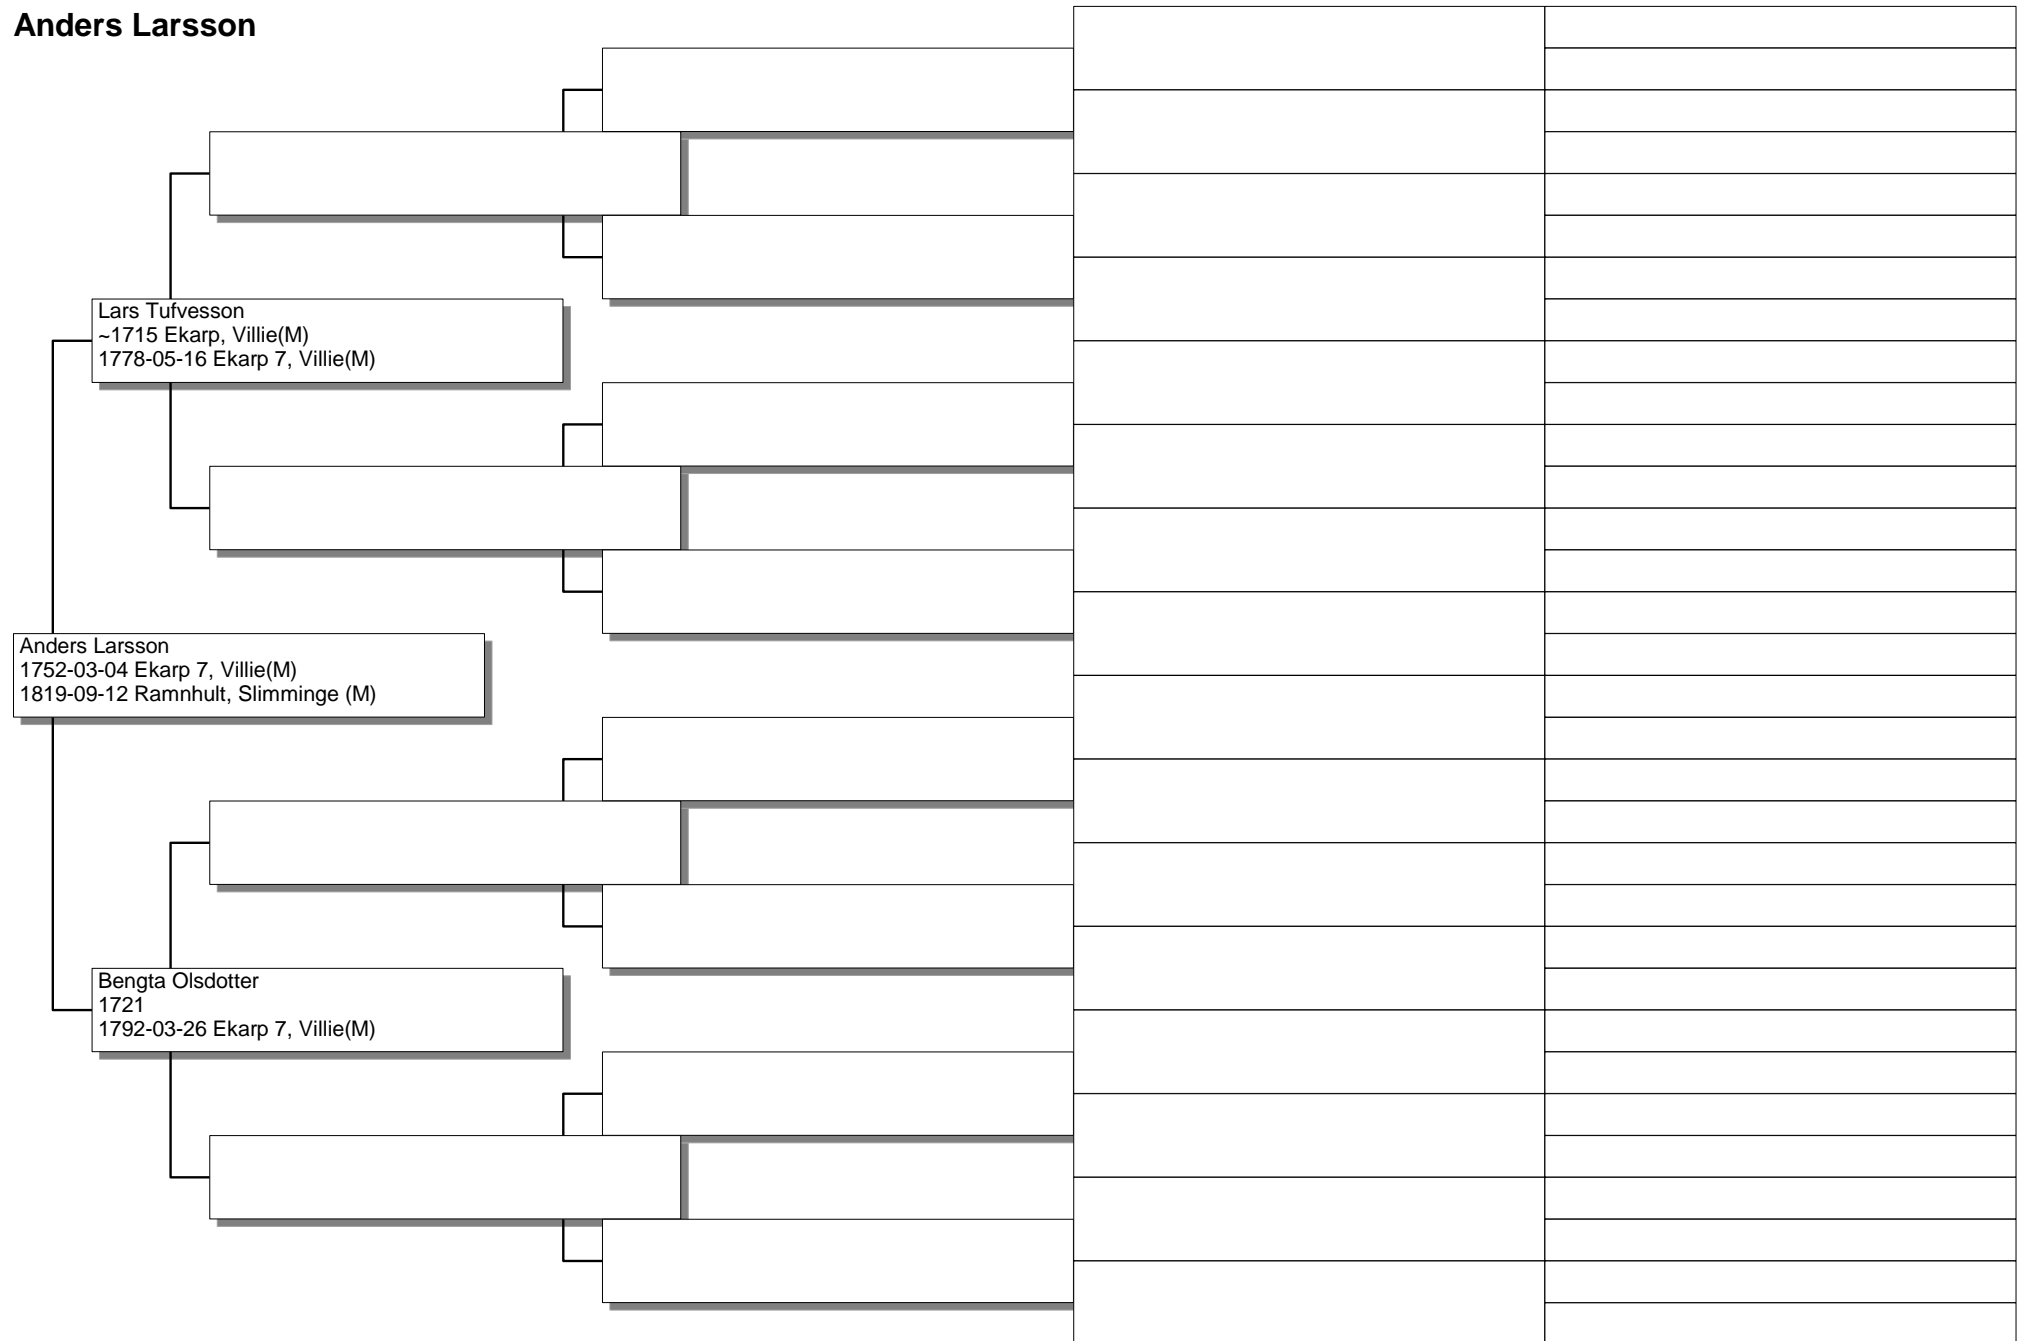 Anders Larsson
Lars Tufvesson
~1715 Ekarp, Villie(M)
1778-05-16 Ekarp 7, Villie(M)
Anders Larsson
1752-03-04 Ekarp 7, Villie(M)
1819-09-12 Ramnhult, Slimminge (M)
Bengta Olsdotter
1721
1792-03-26 Ekarp 7, Villie(M)